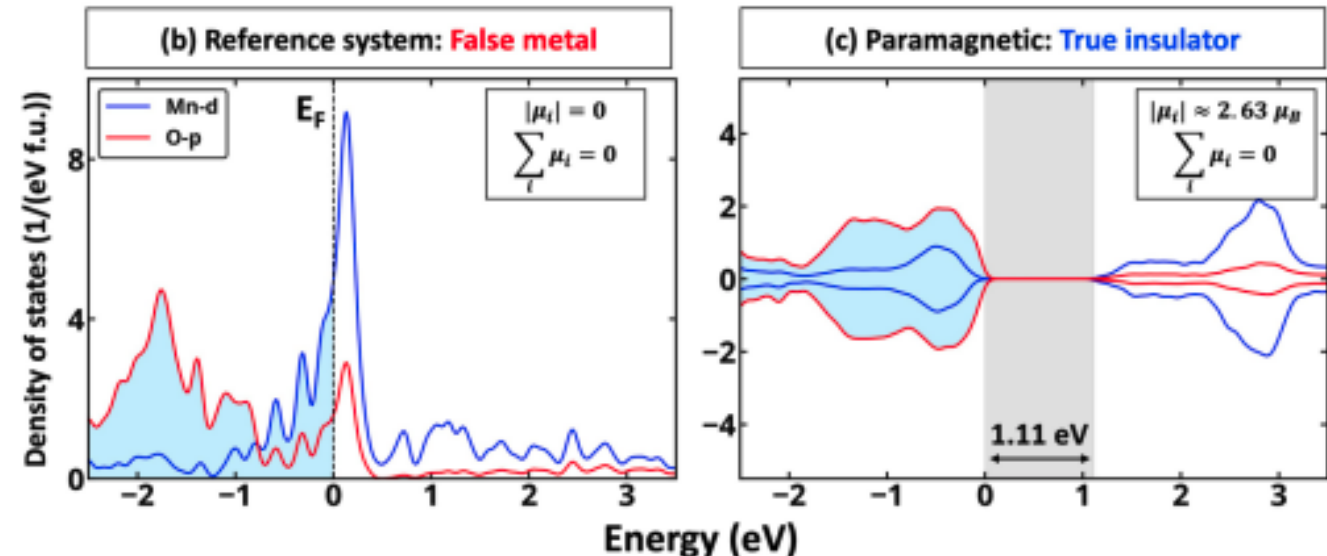 (b) Reference system: False metal
Density of states (1/(eV f.u.))
8
4
0
Mn-d
O-p
E_F
|μ_i| = 0
∑_i μ_i = 0
−2 −1 0 1 2 3
(c) Paramagnetic: True insulator
4
2
0
−2
−4
|μ_i| ≈ 2.63 μ_B
∑_i μ_i = 0
1.11 eV
−2 −1 0 1 2 3
Energy (eV)